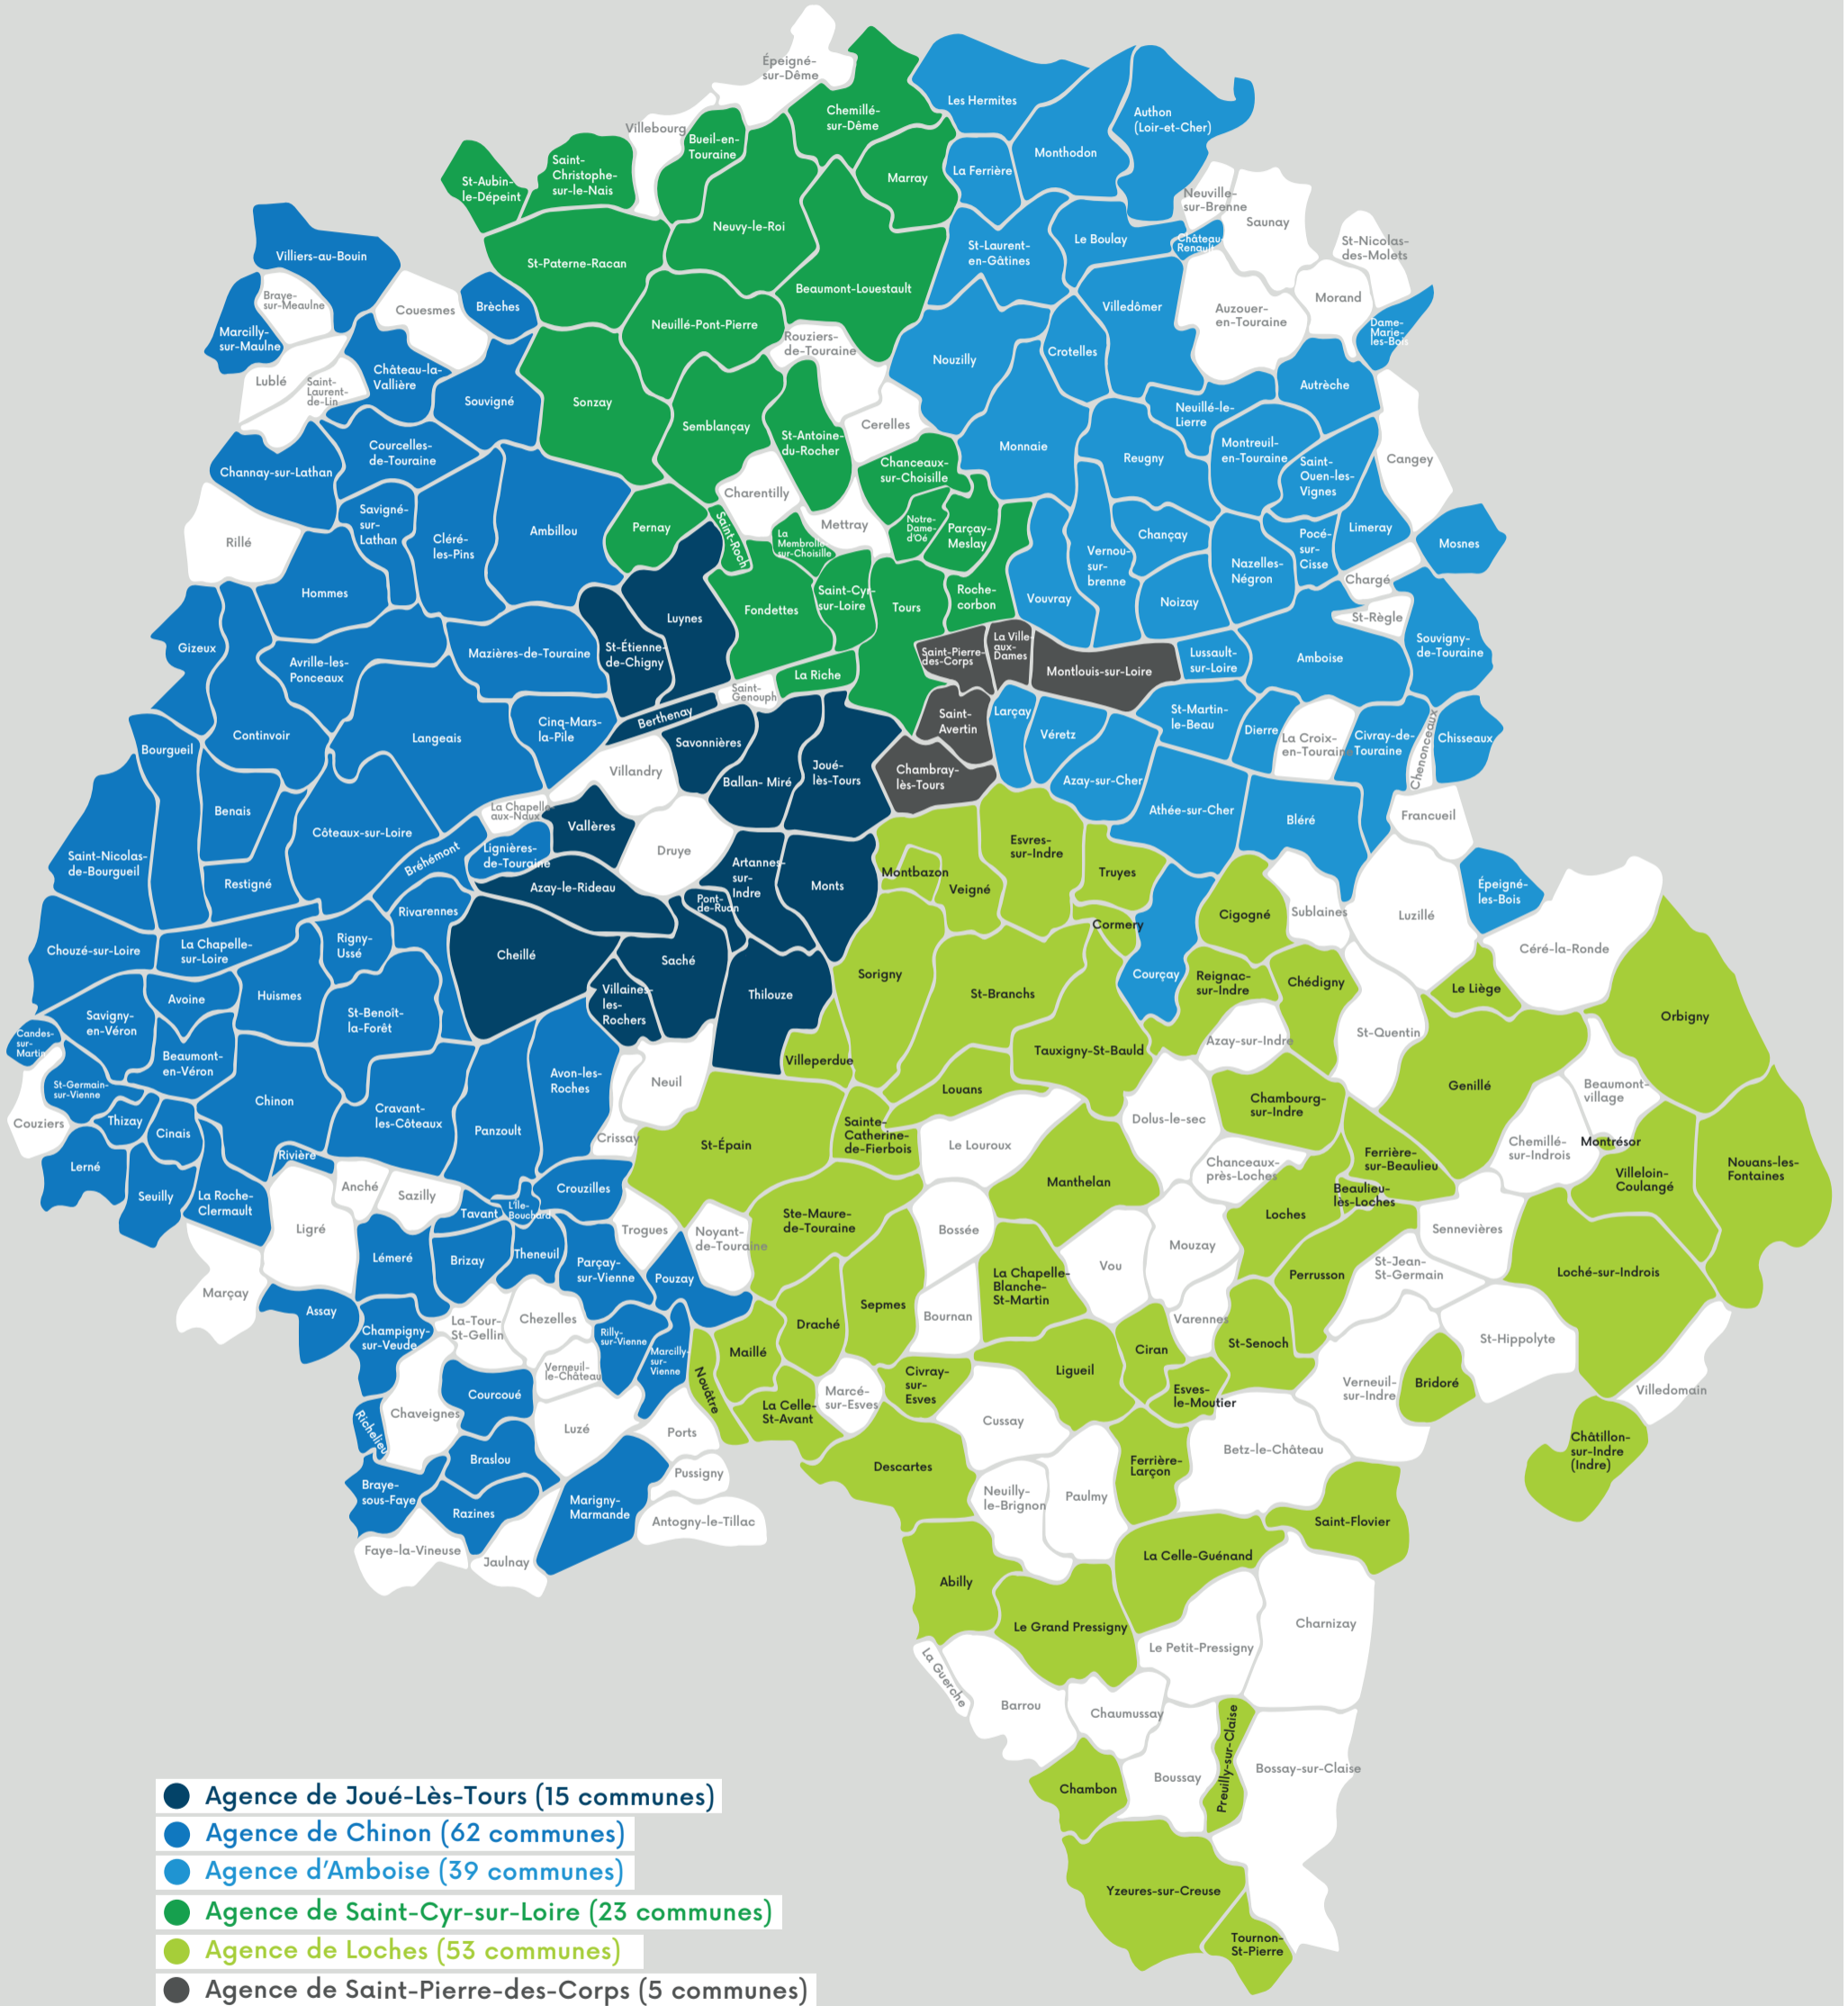 Épeigné-
sur-Dême
Villebourg
Bueil-en-
Touraine
Chemillé-
sur-Dême
Les Hermites
Authon
(Loir-et-Cher)
Monthodon
La Ferrière
Marray
Saint-
Christophe-
sur-le-Nais
St-Aubin-
le-Dépeint
Neuvy-le-Roi
Neuville-
sur-Brenne
Saunay
St-Nicolas-
des-Molets
Château
Renault
Le Boulay
St-Laurent-
en-Gâtines
St-Paterne-Racan
Beaumont-Louestault
Villiers-au-Bouin
Braye-
sur-Meaulne
Couesmes
Brèches
Marcilly-
sur-Maulne
Neuillé-Pont-Pierre
Rouziers-
de-Touraine
Villedômer
Auzouer-
en-Touraine
Morand
Dame-
Marie-
les-Bois
Nouzilly
Crotelles
Autrèche
Lublé
Saint-
Laurent-
de-Lin
Château-la-
Vallière
Souvigné
Sonzay
Semblançay
St-Antoine-
du-Rocher
Cerelles
Monnaie
Neuillé-le-
Lierre
Reugny
Montreuil-
en-Touraine
Saint-
Ouen-les-
Vignes
Cangey
Courcelles-
de-Touraine
Channay-sur-Lathan
Chanceaux-
sur-Choisille
Charentilly
Mettray
Rillé
Savigné-
sur-
Lathan
Cléré-
les-Pins
Ambillou
Pernay
Saint-Roch
La
Membrolle
sur-Choisille
Notre-
Dame-
d'Oé
Parçay-
Meslay
Vernou-
sur-
brenne
Chançay
Nazelles-
Négron
Pocé-
sur-
Cisse
Limeray
Mosnes
Chargé
St-Règle
Hommes
Luynes
Fondettes
Saint-Cyr-
sur-Loire
Tours
Roche-
corbon
Vouvray
Noizay
Gizeux
Avrille-les-
Ponceaux
Mazières-de-Touraine
St-Étienne-
de-Chigny
La Riche
Saint-
Genouph
Saint-Pierre-
des-Corps
La Ville-
aux-
Dames
Montlouis-sur-Loire
Lussault-
sur-Loire
Amboise
Souvigny-
de-Touraine
Continvoir
Bourgueil
Langeais
Cinq-Mars-
la-Pile
Berthenay
Savonnières
Villandry
Ballan- Miré
Joué-
lès-Tours
Saint-
Avertin
Chambray-
lès-Tours
Larçay
Véretz
Azay-sur-Cher
St-Martin-
le-Beau
Dierre
La Croix-
en-Touraine
Civray-de-
Touraine
Chenonceaux
Chisseaux
Athée-sur-Cher
Bléré
Francueil
Benais
Restigné
Saint-Nicolas-
de-Bourgueil
Côteaux-sur-Loire
Bréhémont
La Chapelle-
aux-Naux
Lignières-
de-Touraine
Vallères
Druye
Azay-le-Rideau
Artannes-
sur-
Indre
Monts
Pont-
de-Ruan
Montbazon
Veigné
Esvres-
sur-Indre
Truyes
Cormery
Courçay
Cigogné
Sublaines
Luzillé
Épeigné-
les-Bois
Céré-la-Ronde
Chouzé-sur-Loire
La Chapelle-
sur-Loire
Rigny-
Ussé
Rivarennes
Cheillé
Saché
Villaines-
les-
Rochers
Thilouze
Sorigny
St-Branchs
Reignac-
sur-Indre
Chédigny
Le Liège
Orbigny
Avoine
Huismes
St-Benoît-
la-Forêt
Savigny-
en-Véron
Candes-
sur-
Martin
Beaumont-
en-Véron
Villeperdue
Tauxigny-St-Bauld
Azay-sur-Indre
St-Quentin
Genillé
Beaumont-
village
St-Germain-
sur-Vienne
Couziers
Thizay
Cinais
Chinon
Cravant-
les-Côteaux
Panzoult
Avon-les-
Roches
Neuil
Crissay
St-Épain
Sainte-
Catherine-
de-Fierbois
Louans
Le Louroux
Dolus-le-sec
Chambourg-
sur-Indre
Chanceaux-
près-Loches
Ferrière-
sur-Beaulieu
Chemillé-
sur-Indrois
Montrésor
Villeloin-
Coulangé
Nouans-les-
Fontaines
Lerné
Seuilly
La Roche-
Clermault
Rivière
Ligré
Anché
Sazilly
Tavant
L'Île-
Bouchard
Crouzilles
Trogues
Noyant-
de-Touraine
Ste-Maure-
de-Touraine
Manthelan
Bossée
Loches
Beaulieu-
lès-Loches
Sennevières
Marçay
Assay
Lémeré
Brizay
Theneuil
Parçay-
sur-Vienne
Pouzay
Sepmes
Draché
Bournan
La Chapelle-
Blanche-
St-Martin
Vou
Mouzay
Varennes
Perrusson
St-Jean-
St-Germain
Loché-sur-Indrois
St-Hippolyte
Villedomain
Champigny-
sur-Veude
La-Tour-
St-Gellin
Chezelles
Rilly-
sur-Vienne
Marcilly-
sur-
Vienne
Verneuil-
le-Château
Nouâtre
Maillé
La Celle-
St-Avant
Marcé-
sur-Esves
Civray-
sur-
Esves
Ligueil
Ciran
Esves-
le-Moutier
St-Senoch
Verneuil-
sur-Indre
Bridoré
Châtillon-
sur-Indre
(Indre)
Richelieu
Chaveignes
Courcoué
Luzé
Ports
Pussigny
Antogny-le-Tillac
Braslou
Braye-
sous-Faye
Razines
Marigny-
Marmande
Faye-la-Vineuse
Jaulnay
Descartes
Cussay
Neuilly-
le-Brignon
Paulmy
Ferrière-
Larçon
Betz-le-Château
Saint-Flovier
Abilly
La Celle-Guénand
Le Grand Pressigny
Le Petit-Pressigny
Charnizay
La Guerche
Barrou
Chaumussay
Boussay
Preuilly-sur-Claise
Bossay-sur-Claise
Chambon
Yzeures-sur-Creuse
Tournon-
St-Pierre
Agence de Joué-Lès-Tours (15 communes)
Agence de Chinon (62 communes)
Agence d'Amboise (39 communes)
Agence de Saint-Cyr-sur-Loire (23 communes)
Agence de Loches (53 communes)
Agence de Saint-Pierre-des-Corps (5 communes)